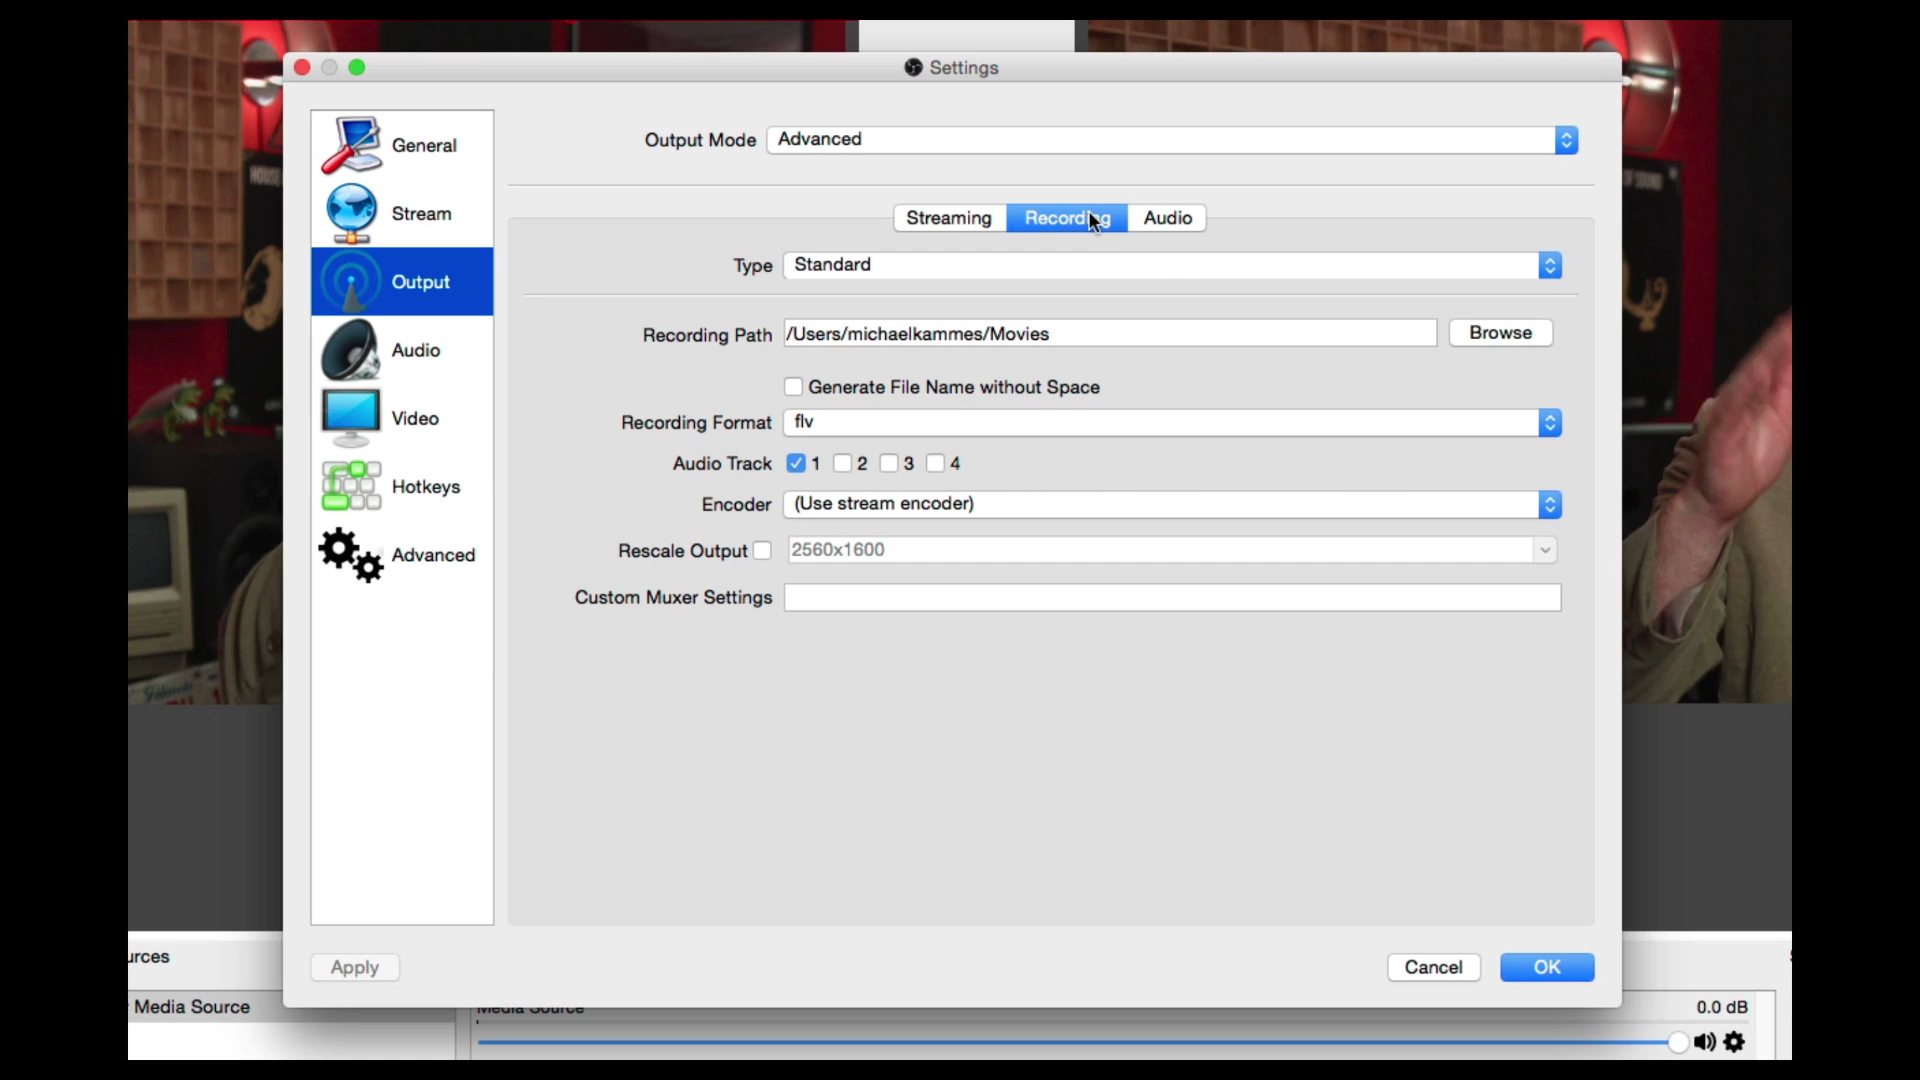 Settings
General
Stream
Output
Audio
Video
Hotkeys
Advanced
Output Mode Advanced
Streaming Recording Audio
Type Standard
Recording Path /Users/michaelkammes/Movies Browse
Generate File Name without Space
Recording Format flv
Audio Track 1 2 3 4
Encoder (Use stream encoder)
Rescale Output 2560x1600
Custom Muxer Settings
Apply Cancel OK
urces
Media Source
Media Source 0.0 dB